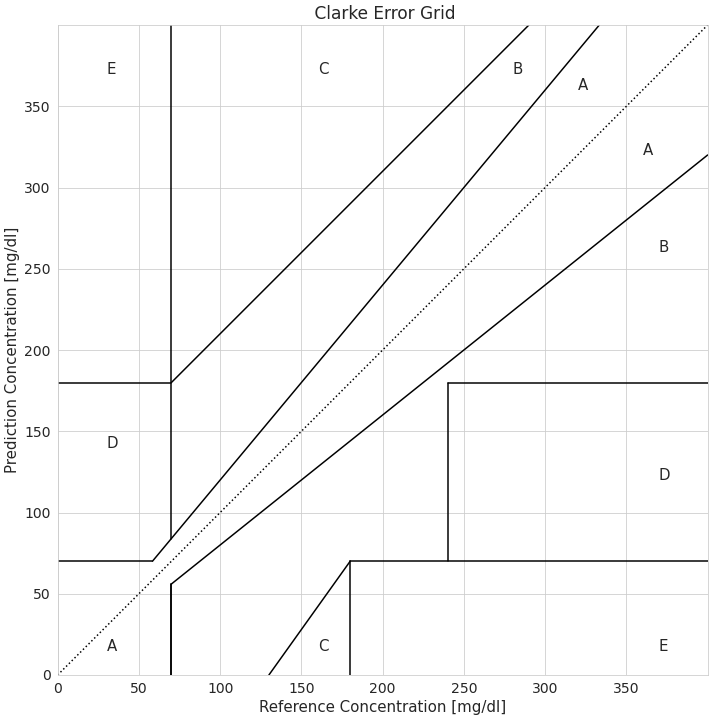 Clarke Error Grid
E
C
B
A
350
A
300
B
250
200
150
D
D
100
50
A
C
E
0
0 50 100 150 200 250 300 350
Prediction Concentration [mg/dl]
Reference Concentration [mg/dl]